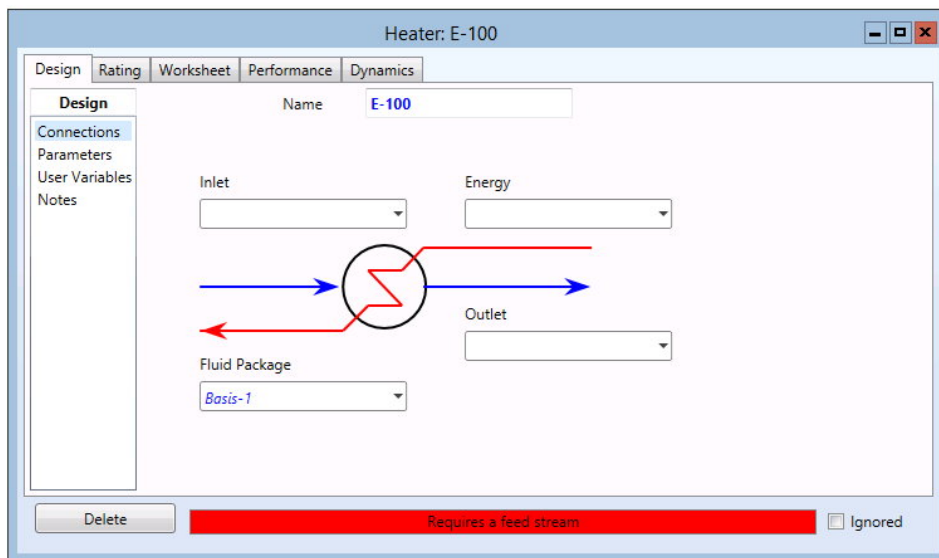 Heater: E-100
Design Rating Worksheet Performance Dynamics
Design
Connections
Parameters
User Variables
Notes
Name E-100
Inlet
Energy
Outlet
Fluid Package
Basis-1
Delete
Requires a feed stream
Ignored